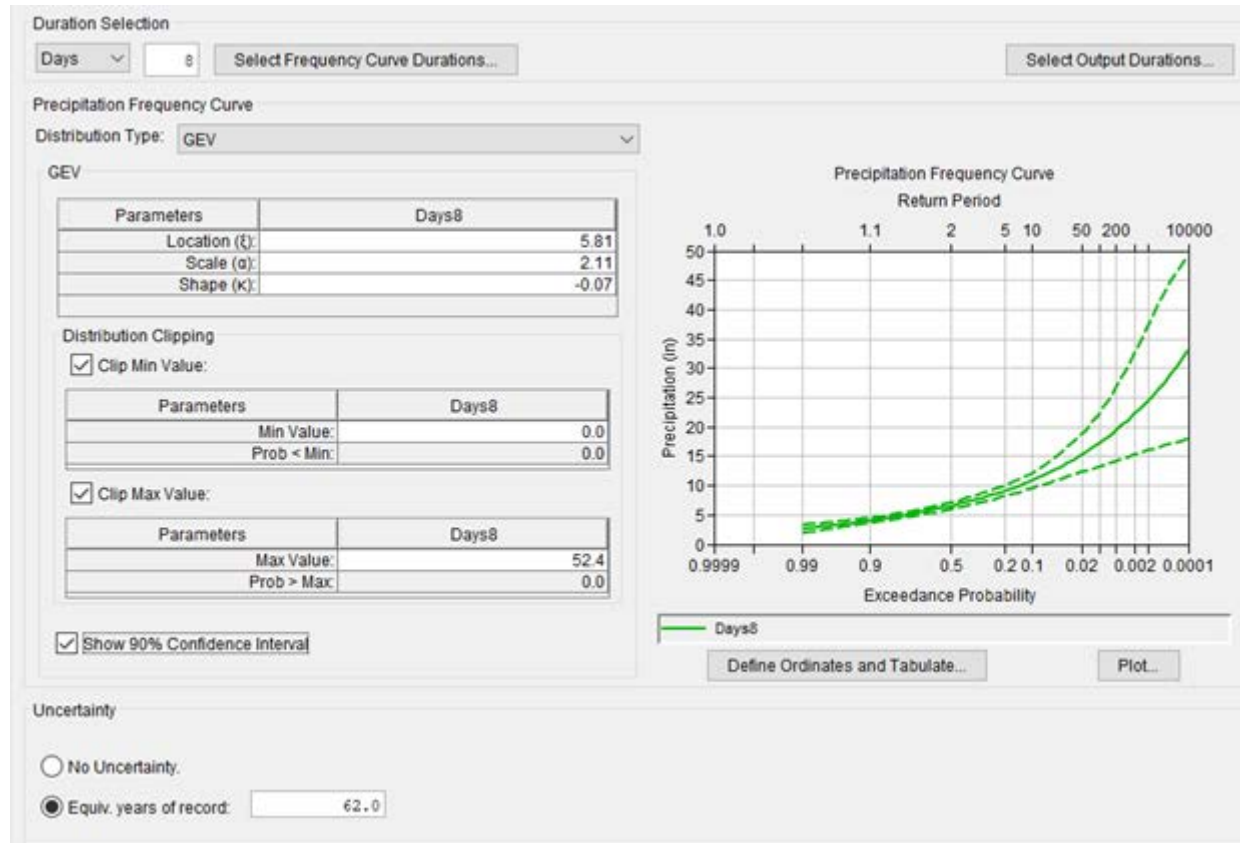 Duration Selection
Days 8 Select Frequency Curve Durations... Select Output Durations...
Precipitation Frequency Curve
Distribution Type: GEV
GEV
Parameters Days8
Location (ξ): 5.81
Scale (α): 2.11
Shape (κ): -0.07
Distribution Clipping
Clip Min Value:
Parameters Days8
Min Value: 0.0
Prob < Min: 0.0
Clip Max Value:
Parameters Days8
Max Value: 52.4
Prob > Max: 0.0
Show 90% Confidence Interval
Precipitation Frequency Curve
Return Period
1.0 1.1 2 5 10 50 200 10000
50
45
40
35
30
25
20
15
10
5
0
Precipitation (in)
0.9999 0.99 0.9 0.5 0.2 0.1 0.02 0.002 0.0001
Exceedance Probability
Days8
Define Ordinates and Tabulate... Plot...
Uncertainty
No Uncertainty.
Equiv. years of record: 62.0